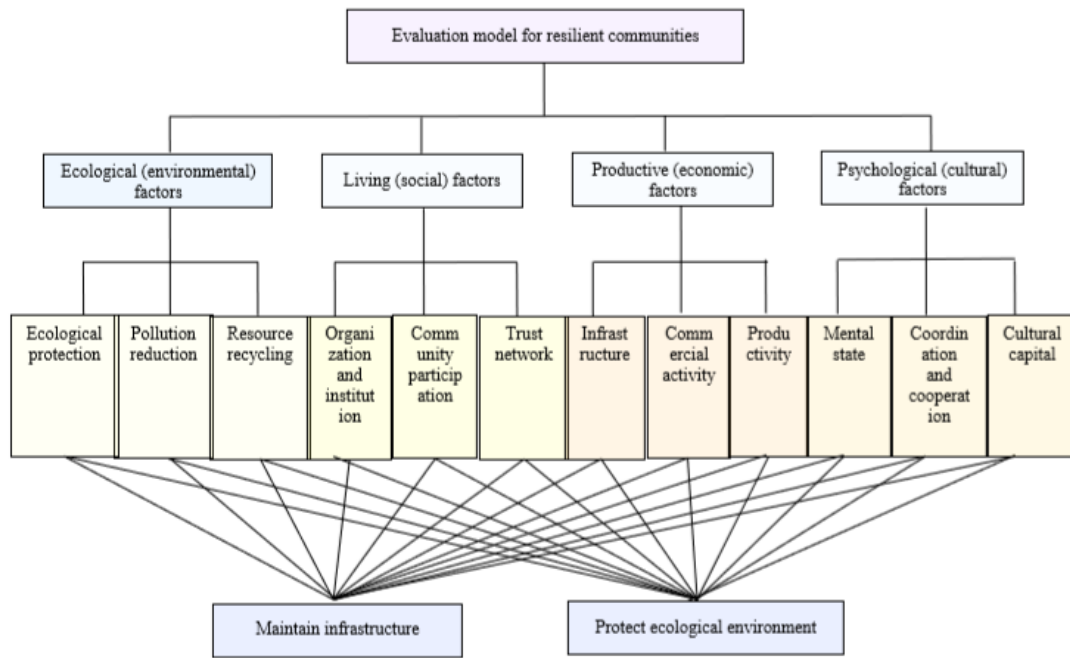 Evaluation model for resilient communities
Ecological (environmental)
factors
Living (social) factors
Productive (economic)
factors
Psychological (cultural)
factors
Ecological
protection
Pollution
reduction
Resource
recycling
Organi
zation
and
institut
ion
Com
munity
particip
ation
Trust
network
Infrast
ructure
Comm
ercial
activity
Produ
ctivity
Mental
state
Coordin
ation
and
cooperat
ion
Cultural
capital
Maintain infrastructure
Protect ecological environment